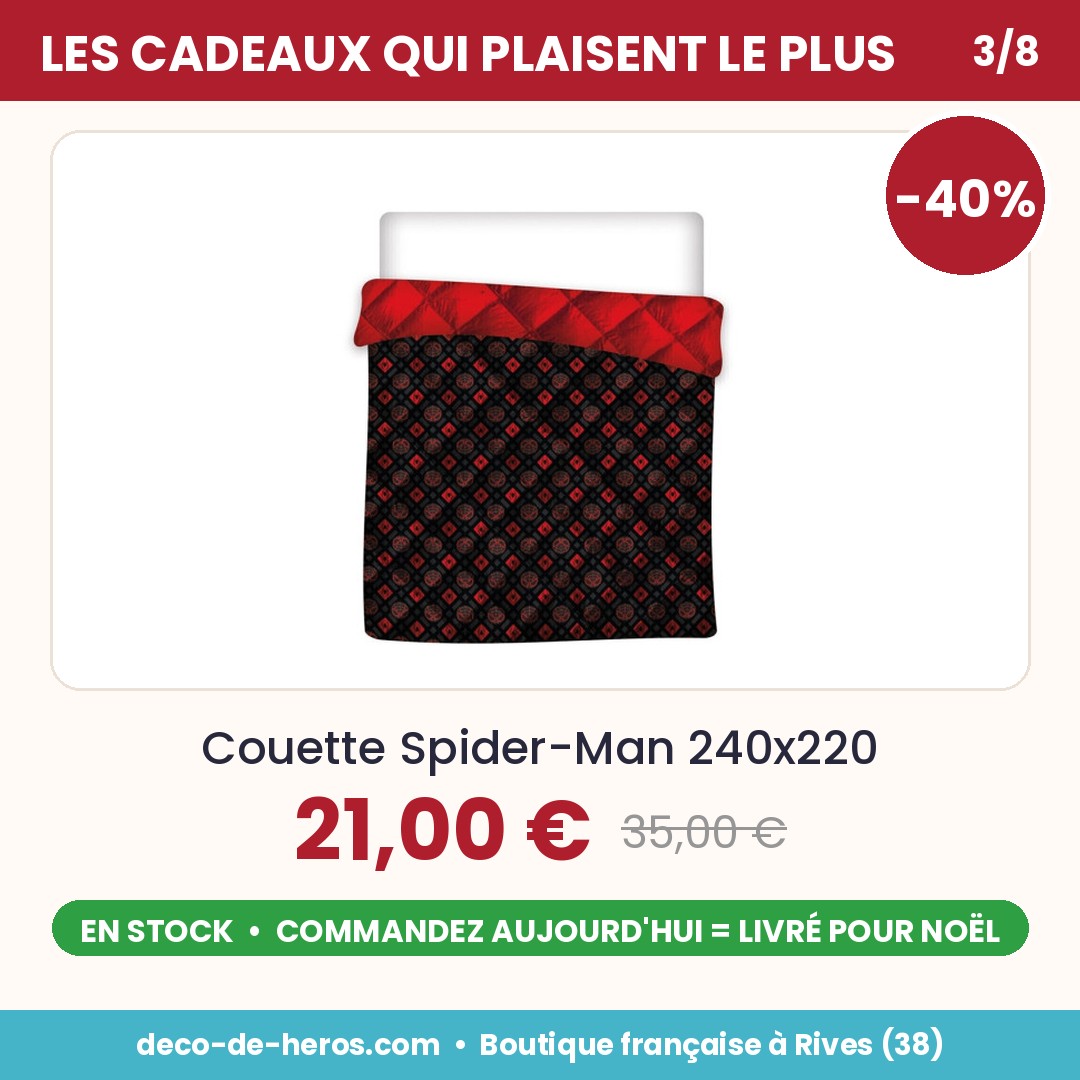 LES CADEAUX QUI PLAISENT LE PLUS 3/8
-40%
Couette Spider-Man 240x220
21,00 € 35,00 €
EN STOCK • COMMANDEZ AUJOURD'HUI = LIVRÉ POUR NOËL
deco-de-heros.com • Boutique française à Rives (38)